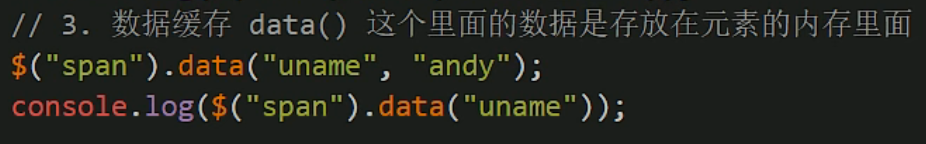 // 3. 数据缓存 data() 这个里面的数据是存放在元素的内存里面
$("span").data("uname", "andy");
console.log($("span").data("uname"));